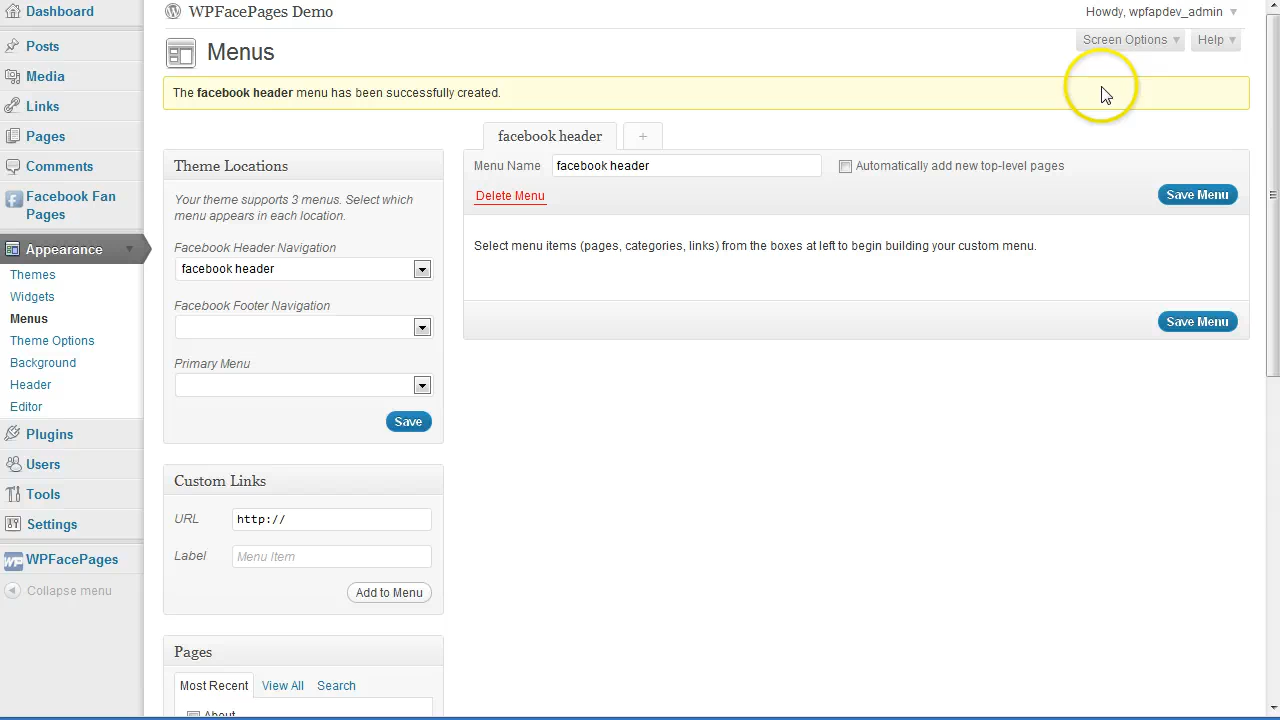 WPFacePages Demo
Howdy, wpfapdev_admin
Screen Options
Help
Dashboard
Posts
Media
Links
Pages
Comments
Facebook Fan
Pages
Appearance
Themes
Widgets
Menus
Theme Options
Background
Header
Editor
Plugins
Users
Tools
Settings
WPFacePages
Collapse menu
Menus
The facebook header menu has been successfully created.
Theme Locations
Your theme supports 3 menus. Select which
menu appears in each location.
Facebook Header Navigation
facebook header
Facebook Footer Navigation
Primary Menu
Save
Custom Links
URL http://
Label Menu Item
Add to Menu
Pages
Most Recent View All Search
About
facebook header +
Menu Name facebook header Automatically add new top-level pages
Delete Menu
Save Menu
Select menu items (pages, categories, links) from the boxes at left to begin building your custom menu.
Save Menu